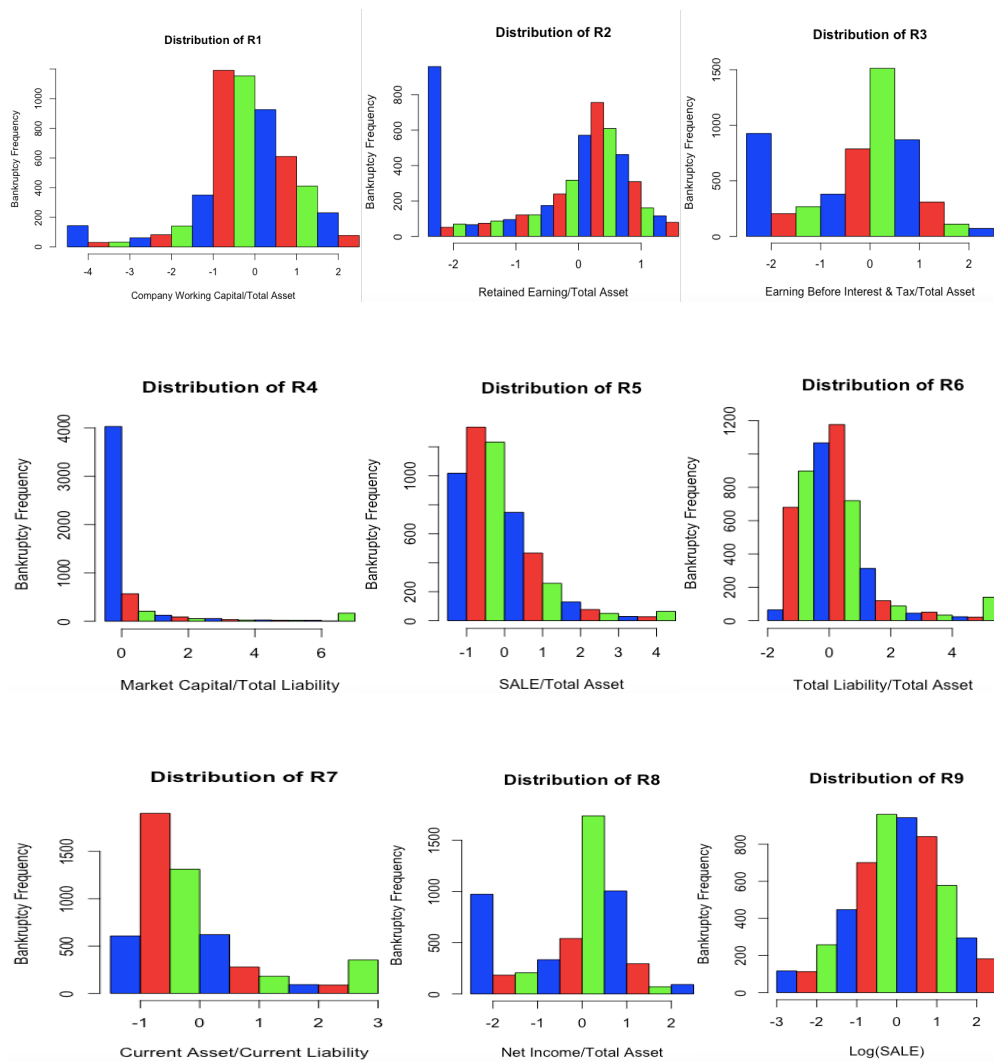 Distribution of R1
Bankruptcy Frequency
0 200 400 600 800 1000
-4 -3 -2 -1 0 1 2
Company Working Capital/Total Asset
Distribution of R2
Bankruptcy Frequency
0 200 400 600 800
-2 -1 0 1
Retained Earning/Total Asset
Distribution of R3
Bankruptcy Frequency
0 500 1000 1500
-2 -1 0 1 2
Earning Before Interest & Tax/Total Asset
Distribution of R4
Bankruptcy Frequency
0 1000 2000 3000 4000
0 2 4 6
Market Capital/Total Liability
Distribution of R5
Bankruptcy Frequency
0 200 600 1000
-1 0 1 2 3 4
SALE/Total Asset
Distribution of R6
Bankruptcy Frequency
0 200 400 600 800 1200
-2 0 2 4
Total Liability/Total Asset
Distribution of R7
Bankruptcy Frequency
0 500 1000 1500
-1 0 1 2 3
Current Asset/Current Liability
Distribution of R8
Bankruptcy Frequency
0 500 1000 1500
-2 -1 0 1 2
Net Income/Total Asset
Distribution of R9
Bankruptcy Frequency
0 200 400 600 800
-3 -2 -1 0 1 2
Log(SALE)